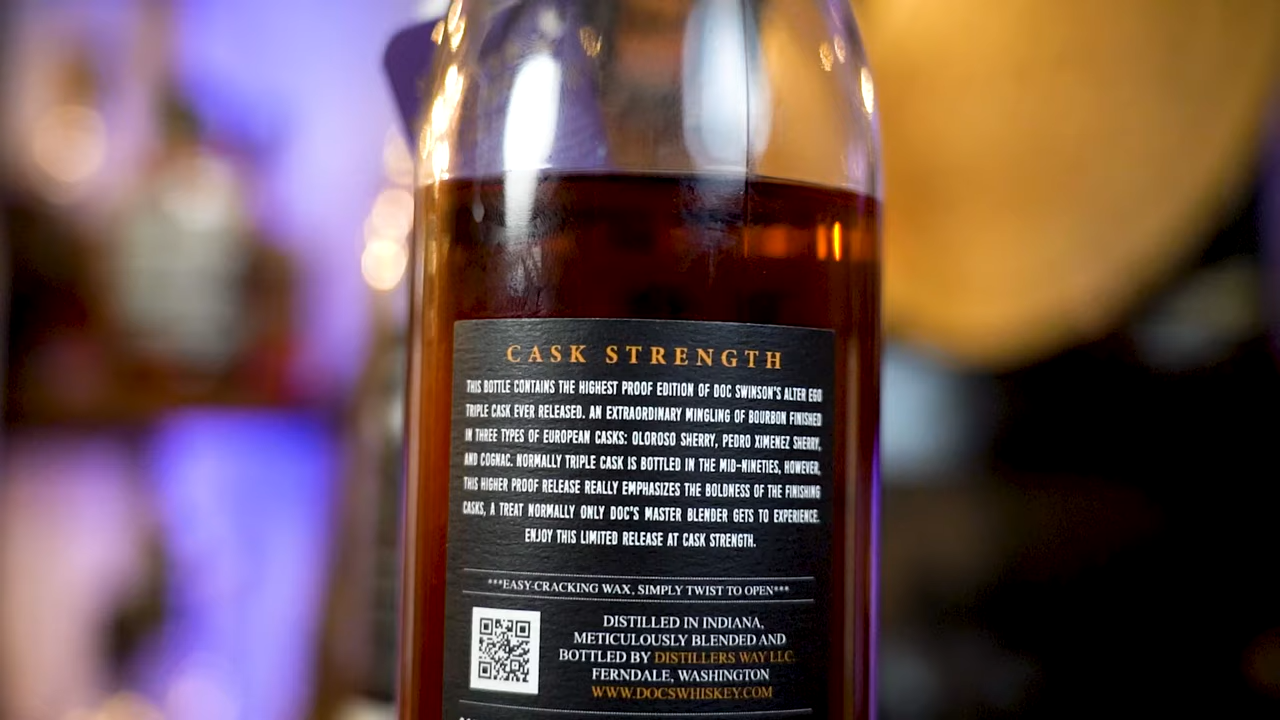 CASK STRENGTH
THIS BOTTLE CONTAINS THE HIGHEST PROOF EDITION OF DOC SWINSON'S ALTER EGO
TRIPLE CASK EVER RELEASED. AN EXTRAORDINARY MINGLING OF BOURBON FINISHED
IN THREE TYPES OF EUROPEAN CASKS: OLOROSO SHERRY, PEDRO XIMENEZ SHERRY,
AND COGNAC. NORMALLY TRIPLE CASK IS BOTTLED IN THE MID-NINETIES, HOWEVER,
THIS HIGHER PROOF RELEASE REALLY EMPHASIZES THE BOLDNESS OF THE FINISHING
CASKS, A TREAT NORMALLY ONLY DOC'S MASTER BLENDER GETS TO EXPERIENCE.
ENJOY THIS LIMITED RELEASE AT CASK STRENGTH.
***EASY-CRACKING WAX, SIMPLY TWIST TO OPEN***
DISTILLED IN INDIANA,
METICULOUSLY BLENDED AND
BOTTLED BY DISTILLERS WAY LLC.
FERNDALE, WASHINGTON
WWW.DOCSWHISKEY.COM